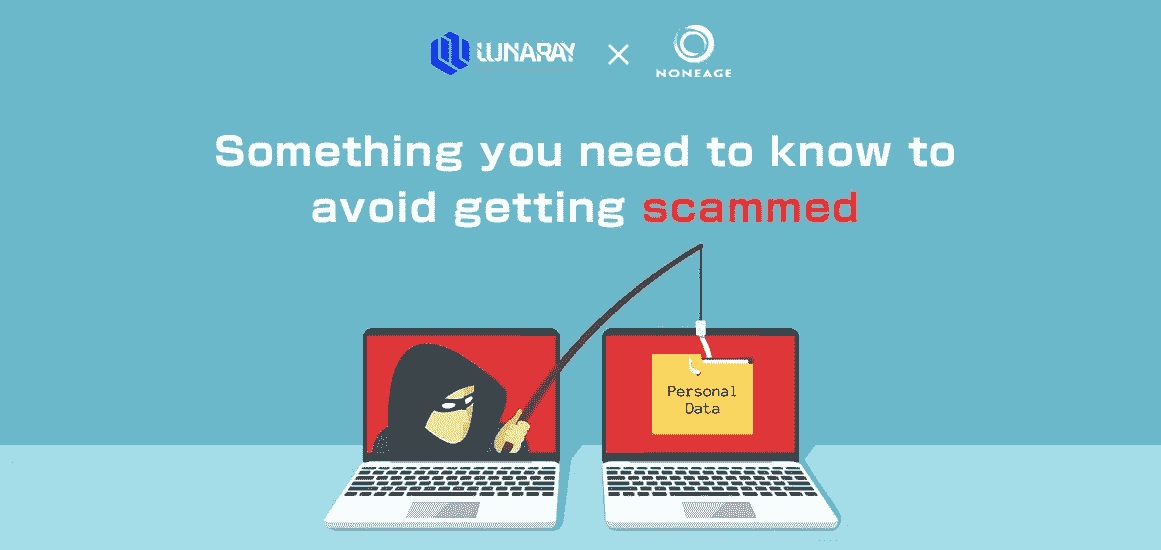 LUNARAY
NONEAGE
Something you need to know to
avoid getting scammed
Personal
Data